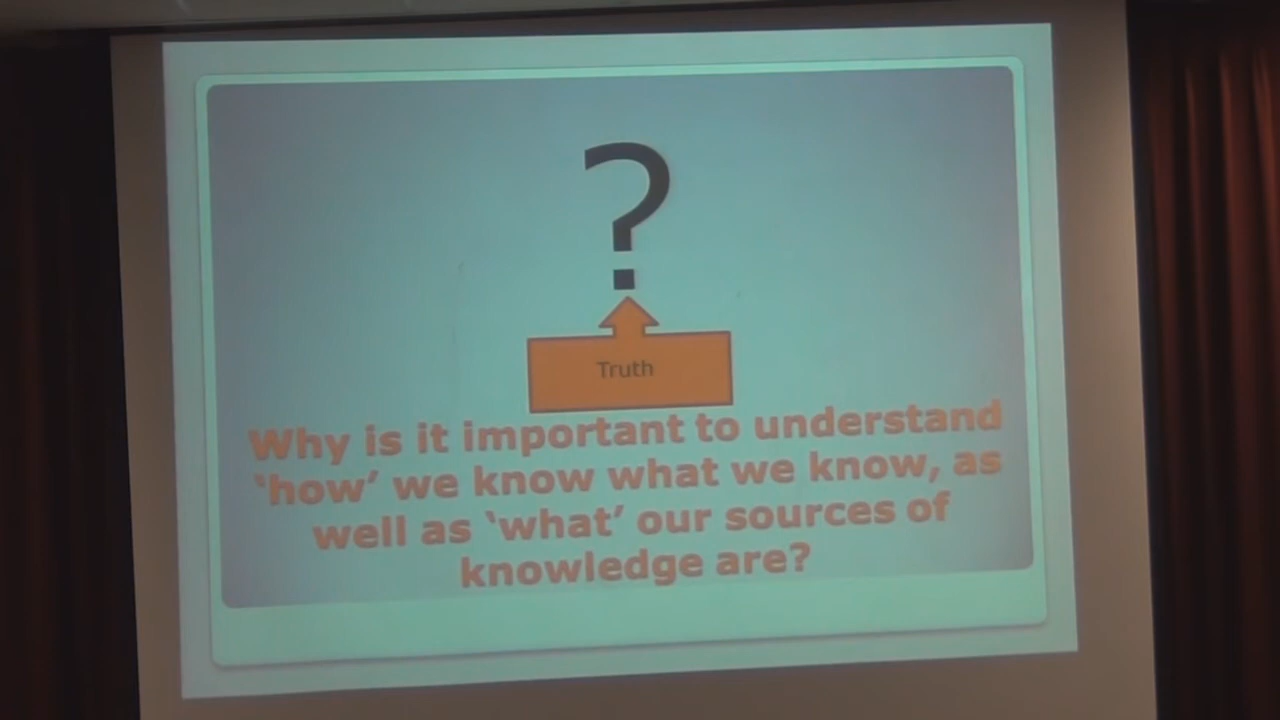 ?
Truth
Why is it important to understand
‘how’ we know what we know, as
well as ‘what’ our sources of
knowledge are?